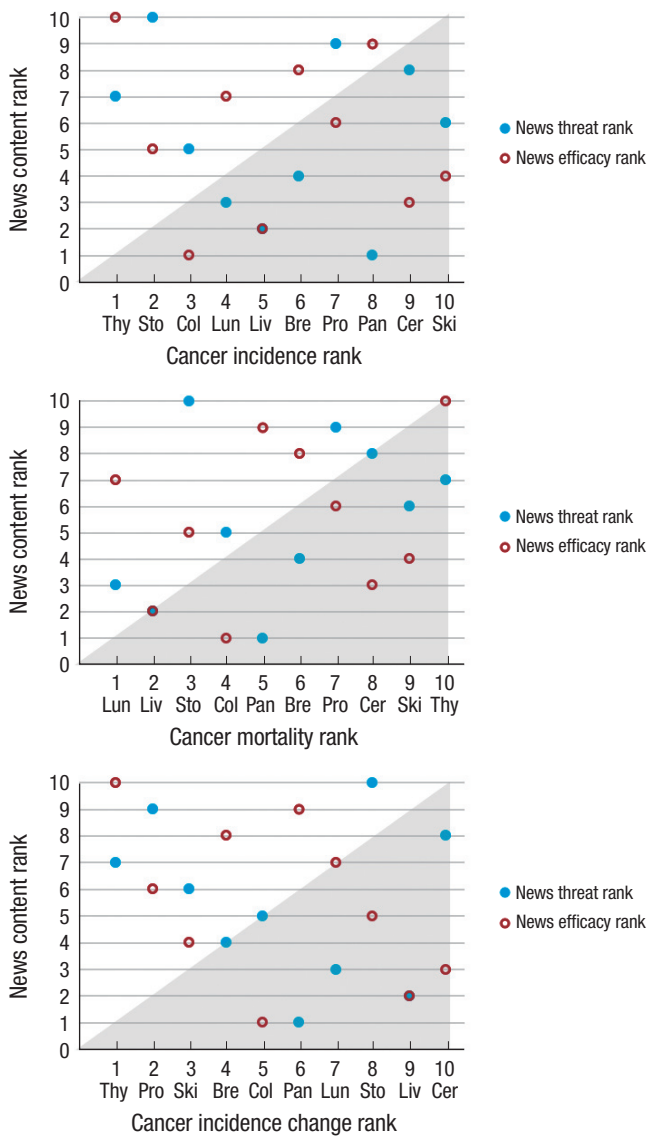 News content rank
10
9
8
7
6
5
4
3
2
1
0
1 2 3 4 5 6 7 8 9 10
Thy Sto Col Lun Liv Bre Pro Pan Cer Ski
Cancer incidence rank
News threat rank
News efficacy rank
News content rank
10
9
8
7
6
5
4
3
2
1
0
1 2 3 4 5 6 7 8 9 10
Lun Liv Sto Col Pan Bre Pro Cer Ski Thy
Cancer mortality rank
News threat rank
News efficacy rank
News content rank
10
9
8
7
6
5
4
3
2
1
0
1 2 3 4 5 6 7 8 9 10
Thy Pro Ski Bre Col Pan Lun Sto Liv Cer
Cancer incidence change rank
News threat rank
News efficacy rank